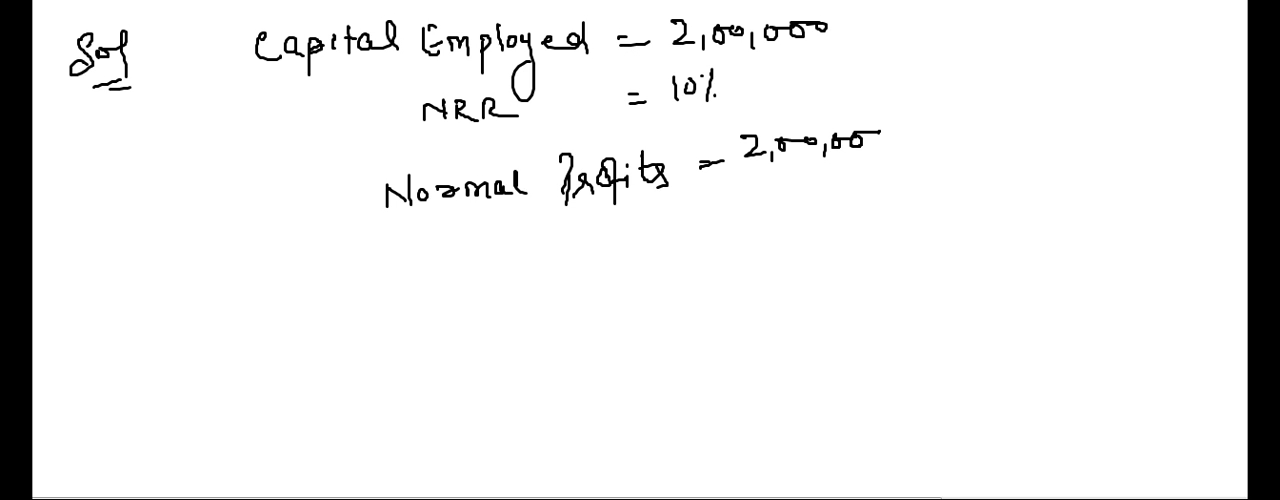 Sol Capital Employed = 2,00,000
NRR = 10%
Normal Profits = 2,00,00